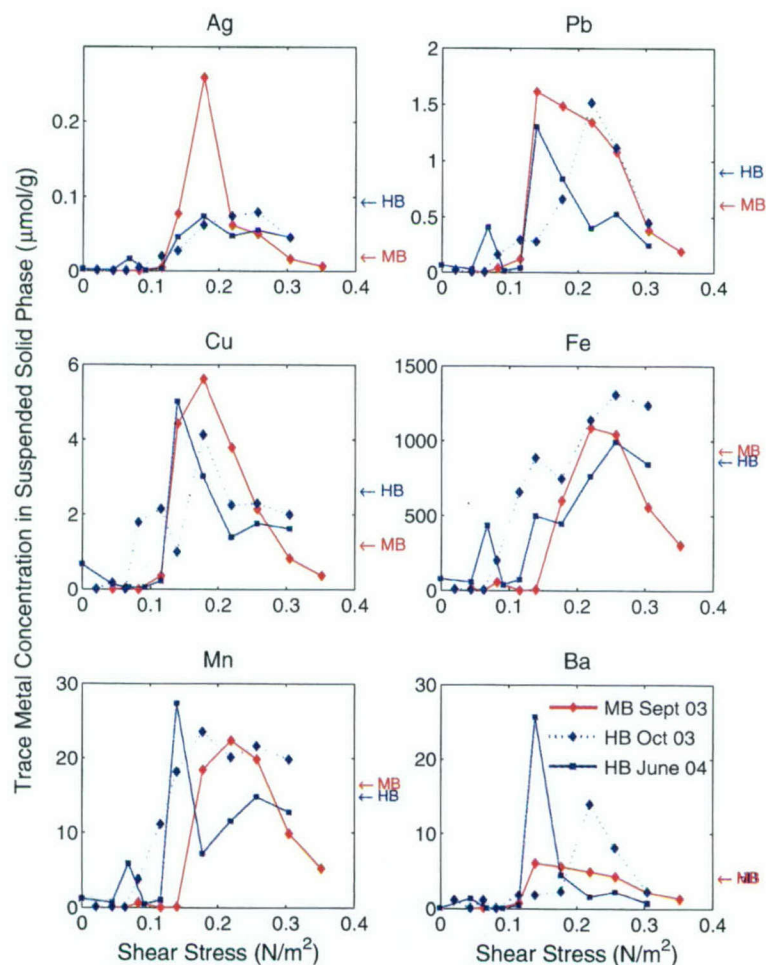 Ag
Pb
Trace Metal Concentration in Suspended Solid Phase (μmol/g)
0.2
0.1
0
0 0.1 0.2 0.3 0.4
← HB
← MB
2
1.5
1
0.5
0
0 0.1 0.2 0.3 0.4
← HB
← MB
Cu
Fe
6
4
2
0
0 0.1 0.2 0.3 0.4
← HB
← MB
1500
1000
500
0
0 0.1 0.2 0.3 0.4
← MB
← HB
Mn
Ba
30
20
10
0
0 0.1 0.2 0.3 0.4
← MB
← HB
Shear Stress (N/m²)
30
20
10
0
0 0.1 0.2 0.3 0.4
MB Sept 03
HB Oct 03
HB June 04
← MB
Shear Stress (N/m²)